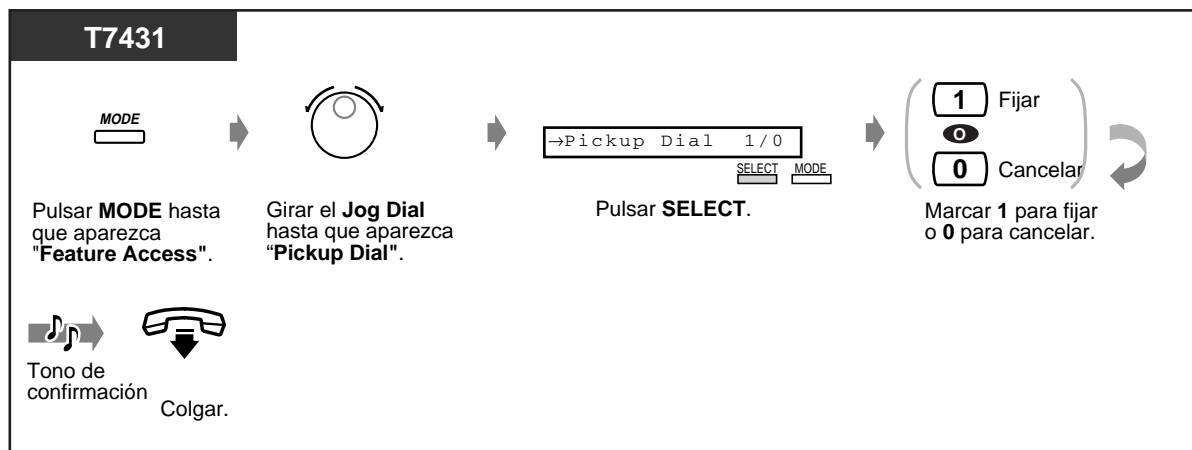 T7431
MODE
Pulsar MODE hasta
que aparezca
"Feature Access".
Girar el Jog Dial
hasta que aparezca
“Pickup Dial".
→Pickup Dial 1/0
SELECT MODE
Pulsar SELECT.
1 Fijar
O
0 Cancelar
Marcar 1 para fijar
o 0 para cancelar.
Tono de
confirmación
Colgar.